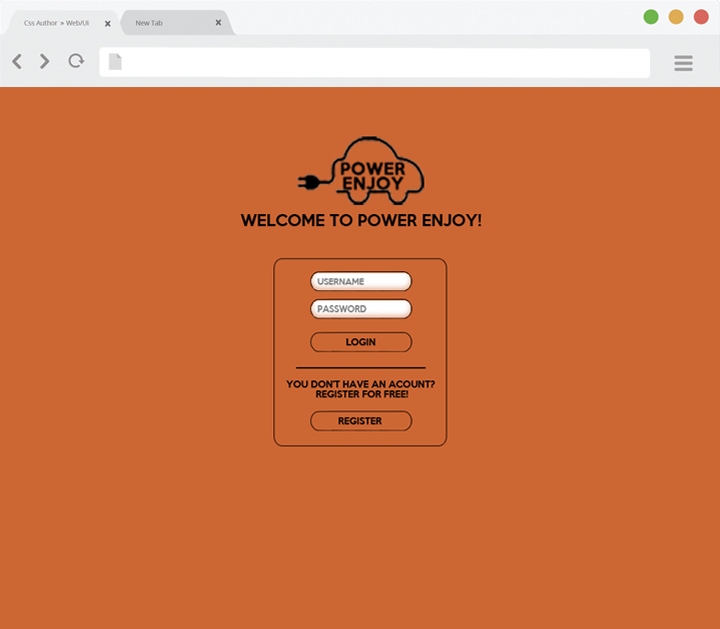 Css Author » Web/Ui
New Tab
POWER
ENJOY
WELCOME TO POWER ENJOY!
USERNAME
PASSWORD
LOGIN
YOU DON'T HAVE AN ACOUNT?
REGISTER FOR FREE!
REGISTER